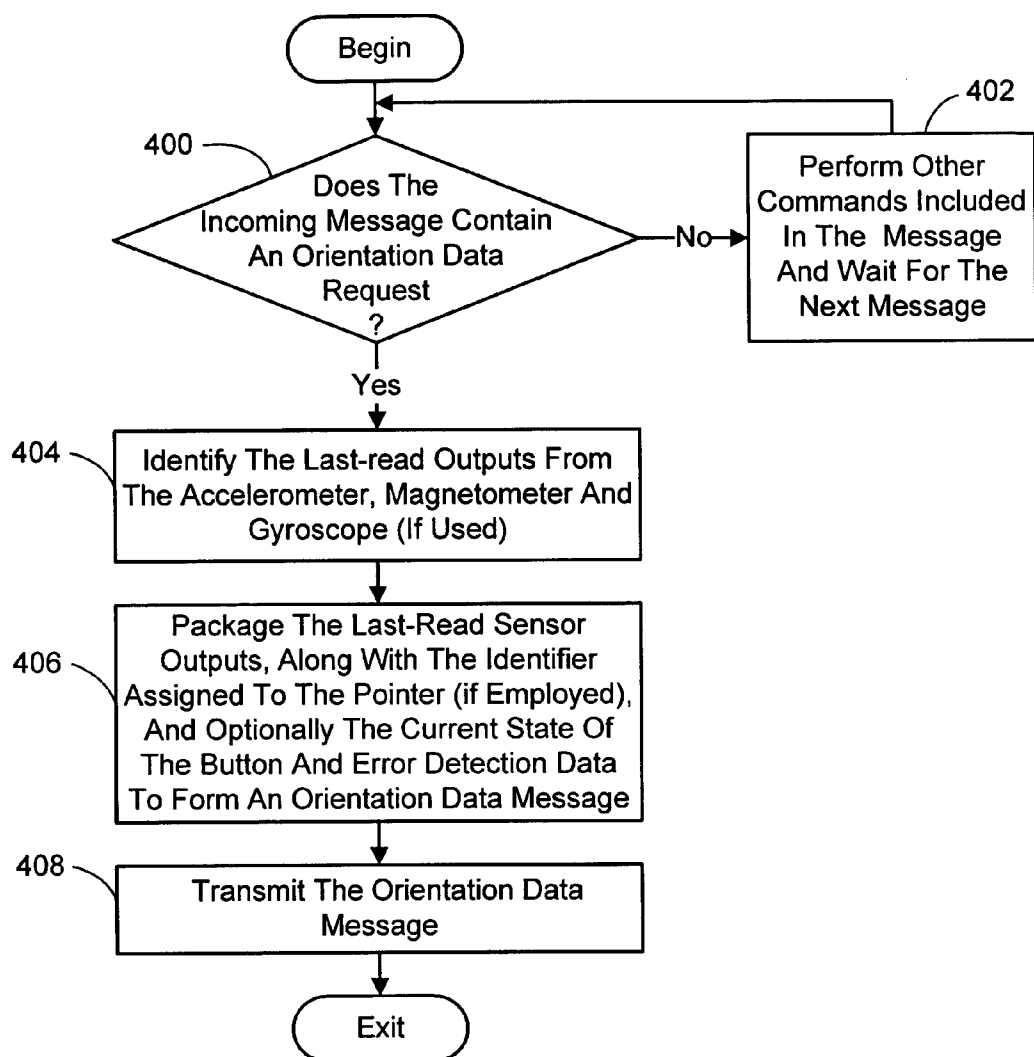 Begin
402
400
Does The
Incoming Message Contain
An Orientation Data
Request
?
No
Perform Other
Commands Included
In The Message
And Wait For The
Next Message
Yes
404
Identify The Last-read Outputs From
The Accelerometer, Magnetometer And
Gyroscope (If Used)
406
Package The Last-Read Sensor
Outputs, Along With The Identifier
Assigned To The Pointer (if Employed),
And Optionally The Current State Of
The Button And Error Detection Data
To Form An Orientation Data Message
408
Transmit The Orientation Data
Message
Exit